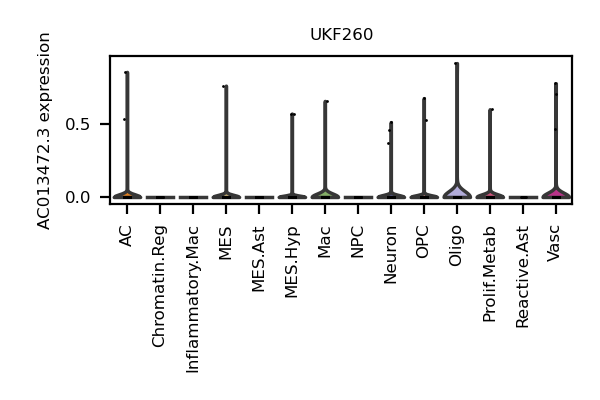 UKF260
AC013472.3 expression
0.5
0.0
AC
Chromatin.Reg
Inflammatory.Mac
MES
MES.Ast
MES.Hyp
Mac
NPC
Neuron
OPC
Oligo
Prolif.Metab
Reactive.Ast
Vasc